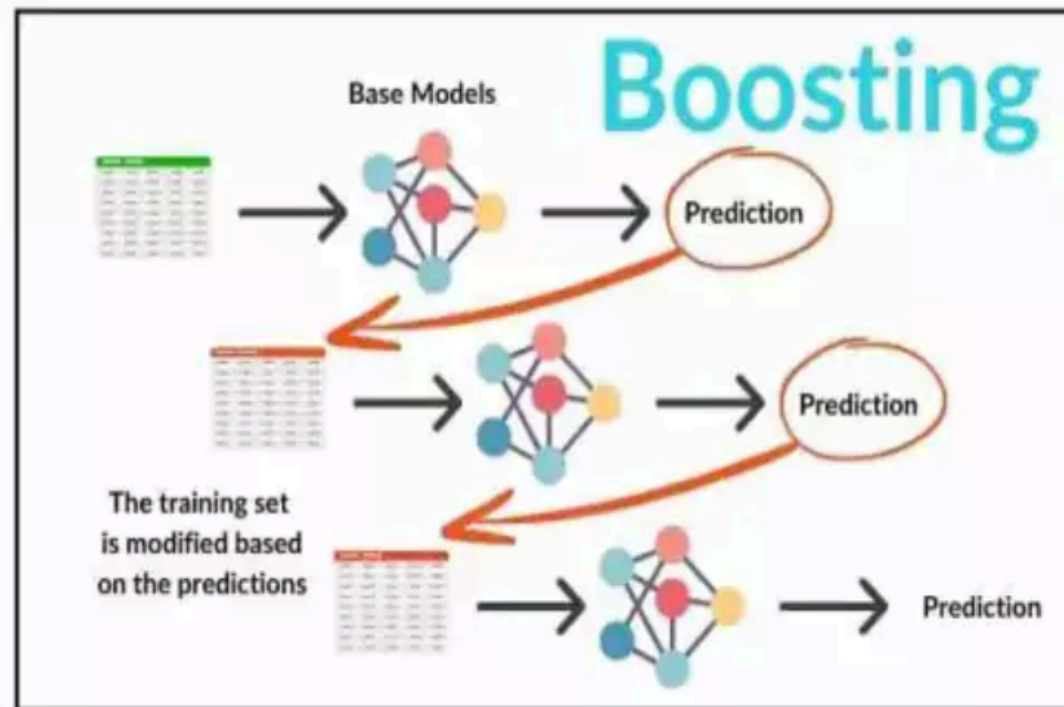 Boosting
Base Models
Prediction
Prediction
The training set
is modified based
on the predictions
Prediction